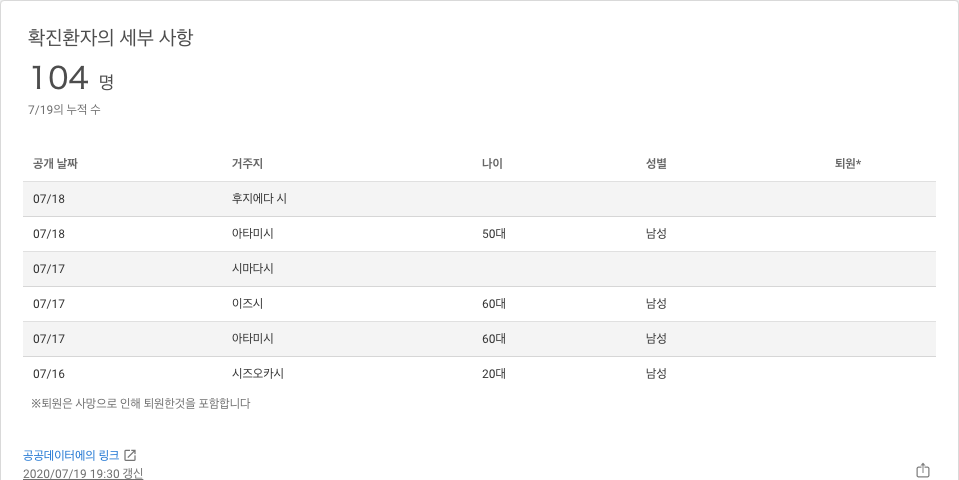 확진환자의 세부 사항
104 명
7/19의 누적 수
공개 날짜 거주지 나이 성별 퇴원*
07/18 후지에다 시
07/18 아타미시 50대 남성
07/17 시마다시
07/17 이즈시 60대 남성
07/17 아타미시 60대 남성
07/16 시즈오카시 20대 남성
※퇴원은 사망으로 인해 퇴원한것을 포함합니다
공공데이터에의 링크
2020/07/19 19:30 갱신